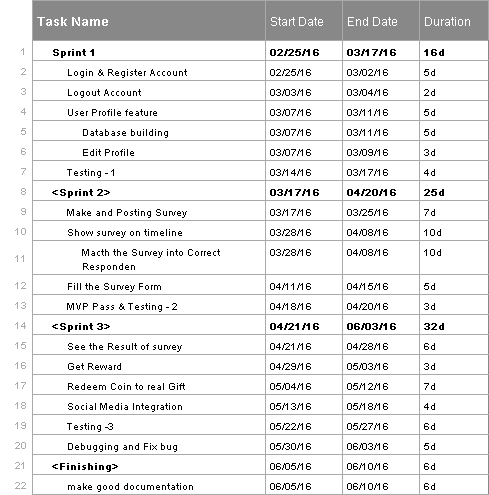 Task Name Start Date End Date Duration
1 Sprint 1 02/25/16 03/17/16 16d
2 Login & Register Account 02/25/16 03/02/16 5d
3 Logout Account 03/03/16 03/04/16 2d
4 User Profile feature 03/07/16 03/11/16 5d
5 Database building 03/07/16 03/11/16 5d
6 Edit Profile 03/07/16 03/09/16 3d
7 Testing - 1 03/14/16 03/17/16 4d
8 <Sprint 2> 03/17/16 04/20/16 25d
9 Make and Posting Survey 03/17/16 03/25/16 7d
10 Show survey on timeline 03/28/16 04/08/16 10d
11 Macth the Survey into Correct 03/28/16 04/08/16 10d
Responden
12 Fill the Survey Form 04/11/16 04/15/16 5d
13 MVP Pass & Testing - 2 04/18/16 04/20/16 3d
14 <Sprint 3> 04/21/16 06/03/16 32d
15 See the Result of survey 04/21/16 04/28/16 6d
16 Get Reward 04/29/16 05/03/16 3d
17 Redeem Coin to real Gift 05/04/16 05/12/16 7d
18 Social Media Integration 05/13/16 05/18/16 4d
19 Testing -3 05/22/16 05/27/16 6d
20 Debugging and Fix bug 05/30/16 06/03/16 5d
21 <Finishing> 06/05/16 06/10/16 6d
22 make good documentation 06/05/16 06/10/16 6d